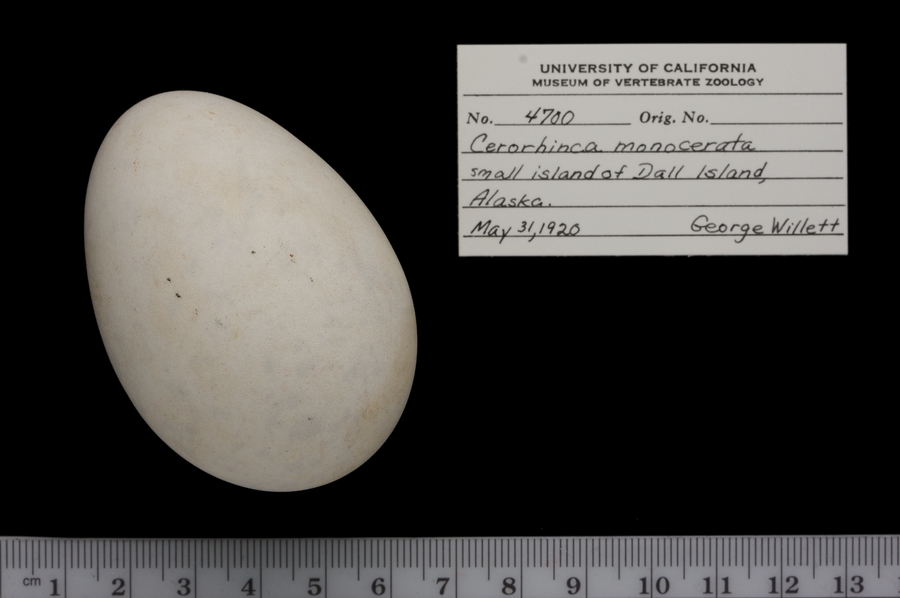 UNIVERSITY OF CALIFORNIA
MUSEUM OF VERTEBRATE ZOOLOGY
No. 4700 Orig. No.
Cerorhinca monocerata
small island of Dall Island,
Alaska.
May 31, 1920 George Willett
cm 1 2 3 4 5 6 7 8 9 10 11 12 13